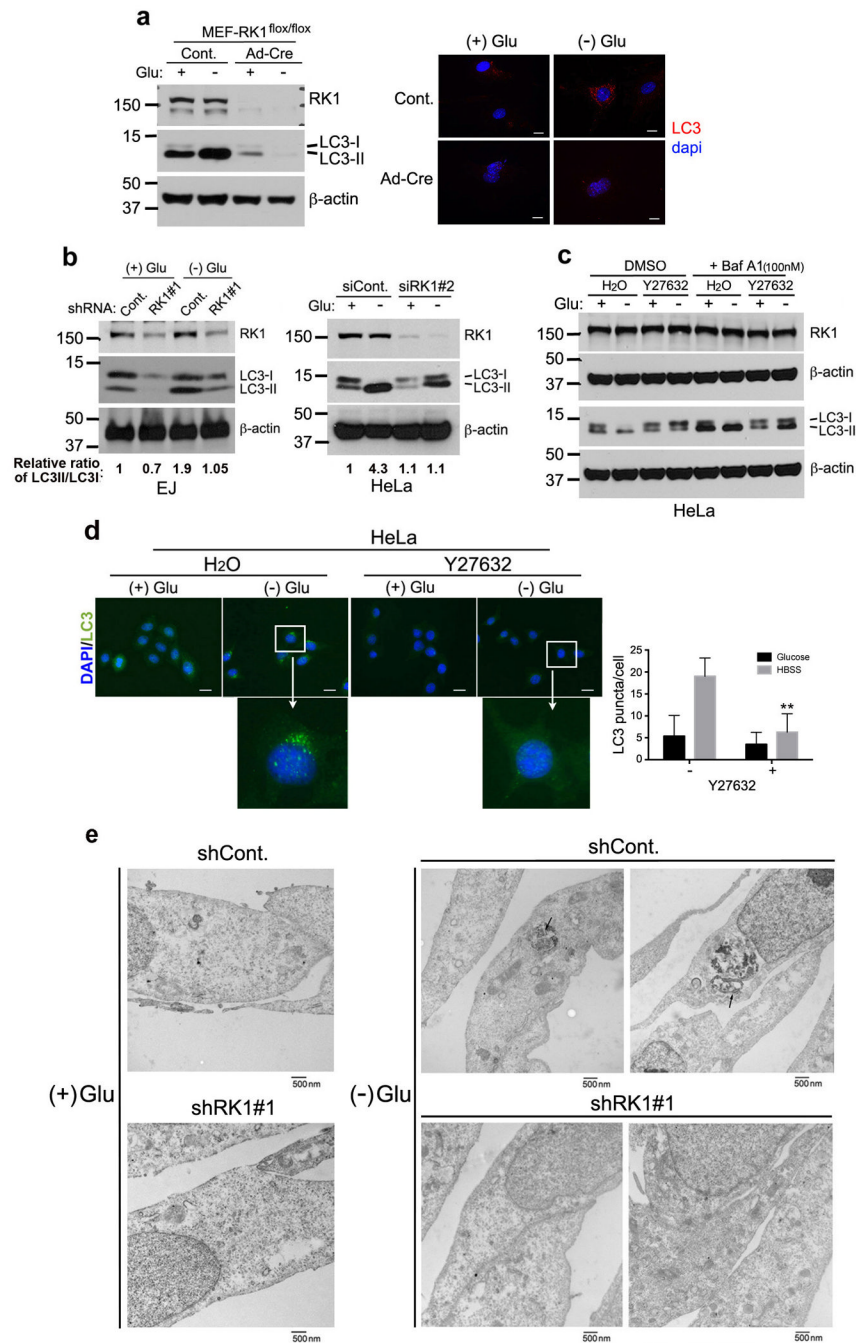 a
MEF-RK1flox/flox
Cont. Ad-Cre
Glu: + - + -
150
RK1
15
LC3-I
LC3-II
50
37
β-actin
(+) Glu (-) Glu
Cont.
Ad-Cre
LC3
dapi
b
(+) Glu (-) Glu
shRNA: Cont. RK1#1 Cont. RK1#1
150
RK1
15
LC3-I
LC3-II
50
37
β-actin
Relative ratio
of LC3II/LC3I: 1 0.7 1.9 1.05
EJ
siCont. siRK1#2
Glu: + - + -
150
RK1
15
LC3-I
LC3-II
50
37
β-actin
1 4.3 1.1 1.1
HeLa
c
DMSO + Baf A1(100nM)
H2O Y27632 H2O Y27632
Glu: + - + - + - + -
150
RK1
50
37
β-actin
15
LC3-I
LC3-II
50
37
β-actin
HeLa
d
HeLa
H2O Y27632
(+) Glu (-) Glu (+) Glu (-) Glu
DAPI/LC3
LC3 puncta/cell
25
20
15
10
5
0
Glucose
HBSS
**
- +
Y27632
e
shCont. shCont.
500nm 500nm 500nm
(+)Glu (-)Glu
shRK1#1 shRK1#1
500nm 500nm 500nm